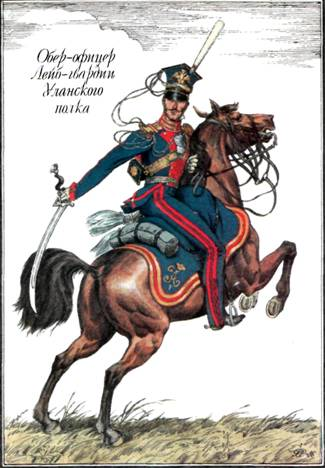 Обер-офицер
Лейб-гвардии
Уланского
полка